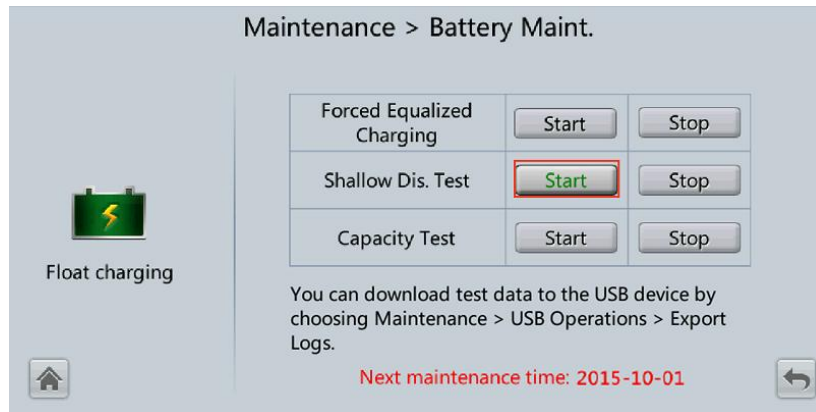 Maintenance > Battery Maint.
Forced Equalized
Charging
Start
Stop
Shallow Dis. Test
Start
Stop
Capacity Test
Start
Stop
Float charging
You can download test data to the USB device by
choosing Maintenance > USB Operations > Export
Logs.
Next maintenance time: 2015-10-01